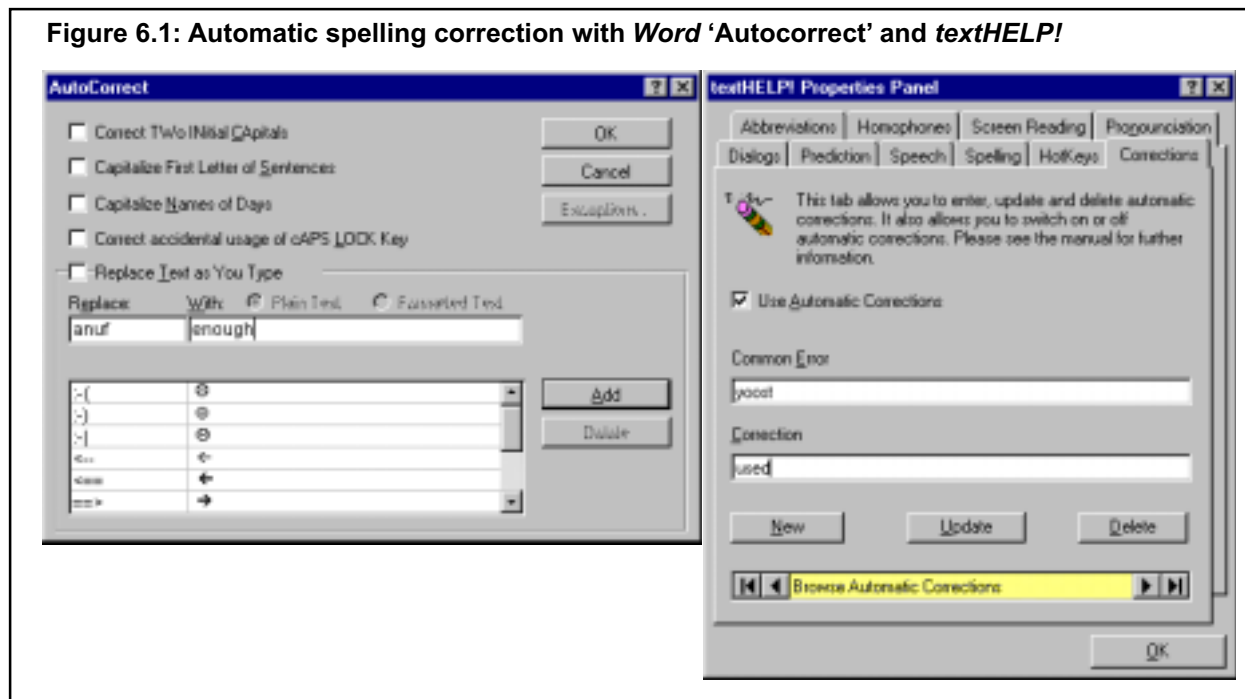 Figure 6.1: Automatic spelling correction with Word ‘Autocorrect’ and textHELP!
AutoCorrect
Correct TWo INitial CApitals
Capitalize First Letter of Sentences
Capitalize Names of Days
Correct accidental usage of cAPS LOCK Key
Replace Text as You Type
Replace: With: Plain Text Formatted Text
anuf enough
:-( ☹
:-) ☺
:-| 😐
<-- ←
<== 🡰
==> ➔
OK
Cancel
Exceptions...
Add
Delete
textHELP! Properties Panel
Abbreviations Homophones Screen Reading Pronounciation
Dialogs Prediction Speech Spelling HotKeys Corrections
This tab allows you to enter, update and delete automatic
corrections. It also allows you to switch on or off
automatic corrections. Please see the manual for further
information.
Use Automatic Corrections
Common Error
yoost
Correction
used
New Update Delete
Browse Automatic Corrections
OK